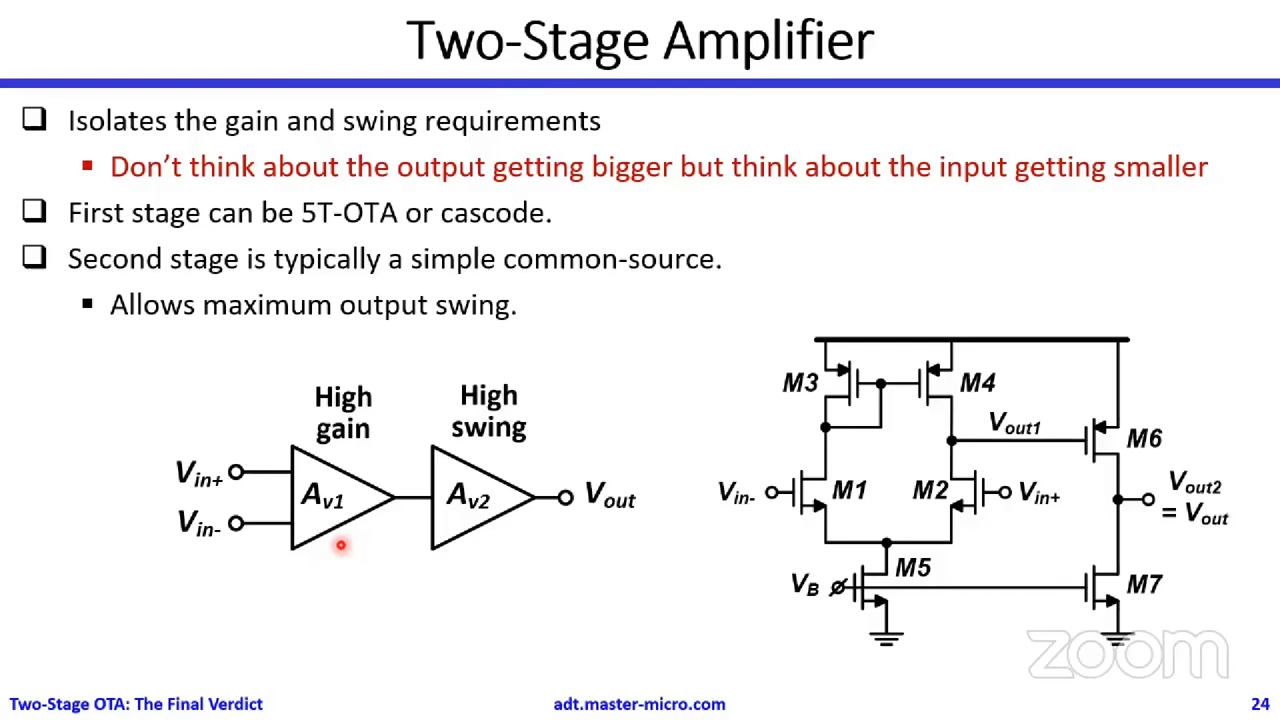 Two-Stage Amplifier
Isolates the gain and swing requirements
Don't think about the output getting bigger but think about the input getting smaller
First stage can be 5T-OTA or cascode.
Second stage is typically a simple common-source.
Allows maximum output swing.
High
gain
High
swing
Vin+
Vin-
Av1
Av2
Vout
M3
M4
Vout1
M6
Vin-
M1
M2
Vin+
Vout2
= Vout
M5
VB
M7
zoom
Two-Stage OTA: The Final Verdict
adt.master-micro.com
24